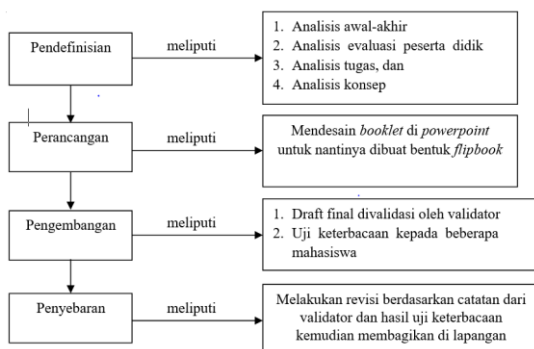 Pendefinisian
meliputi
1. Analisis awal-akhir
2. Analisis evaluasi peserta didik
3. Analisis tugas, dan
4. Analisis konsep
Perancangan
meliputi
Mendesain booklet di powerpoint
untuk nantinya dibuat bentuk flipbook
Pengembangan
meliputi
1. Draft final divalidasi oleh validator
2. Uji keterbacaan kepada beberapa
mahasiswa
Penyebaran
meliputi
Melakukan revisi berdasarkan catatan dari
validator dan hasil uji keterbacaan
kemudian membagikan di lapangan